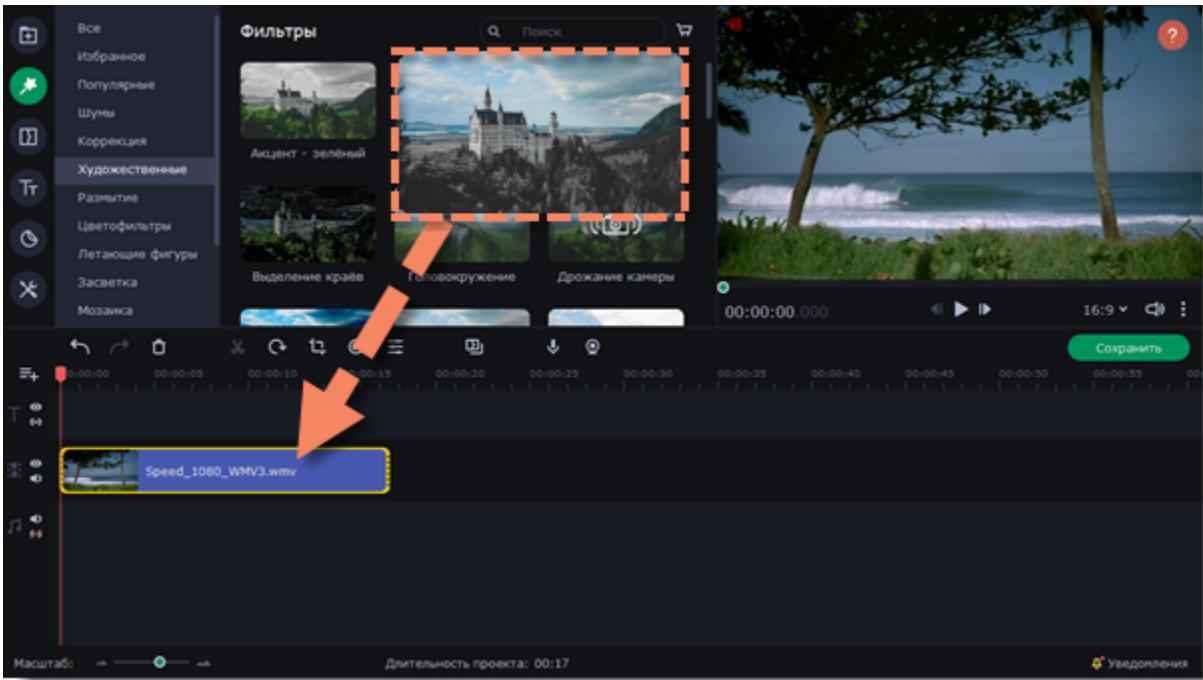 Все
Избранное
Популярные
Шумы
Коррекция
Художественные
Размытие
Цветофильтры
Летающие фигуры
Засветка
Мозаика
Фильтры
Поиск
Акцент - зелёный
Выделение краёв
Головокружение
Дрожание камеры
?
00:00:00.000
16:9
Сохранить
0:00:00
00:00:05
00:00:10
00:00:15
00:00:20
00:00:25
00:00:30
00:00:35
00:00:40
00:00:45
00:00:50
00:00:55
00:
Speed_1080_WMV3.wmv
Масштаб:
Длительность проекта: 00:17
Уведомления